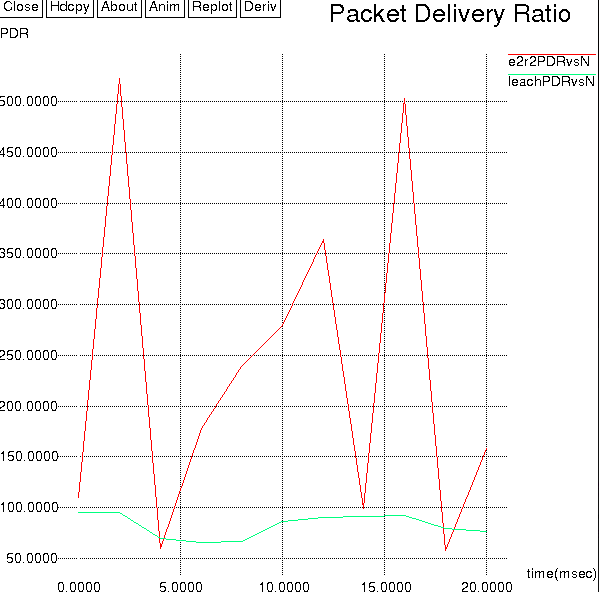 Close Hdcpy About Anim Replot Deriv
Packet Delivery Ratio
PDR
e2r2PDRvsN
leachPDRvsN
500.0000
450.0000
400.0000
350.0000
300.0000
250.0000
200.0000
150.0000
100.0000
50.0000
time(msec)
0.0000 5.0000 10.0000 15.0000 20.0000